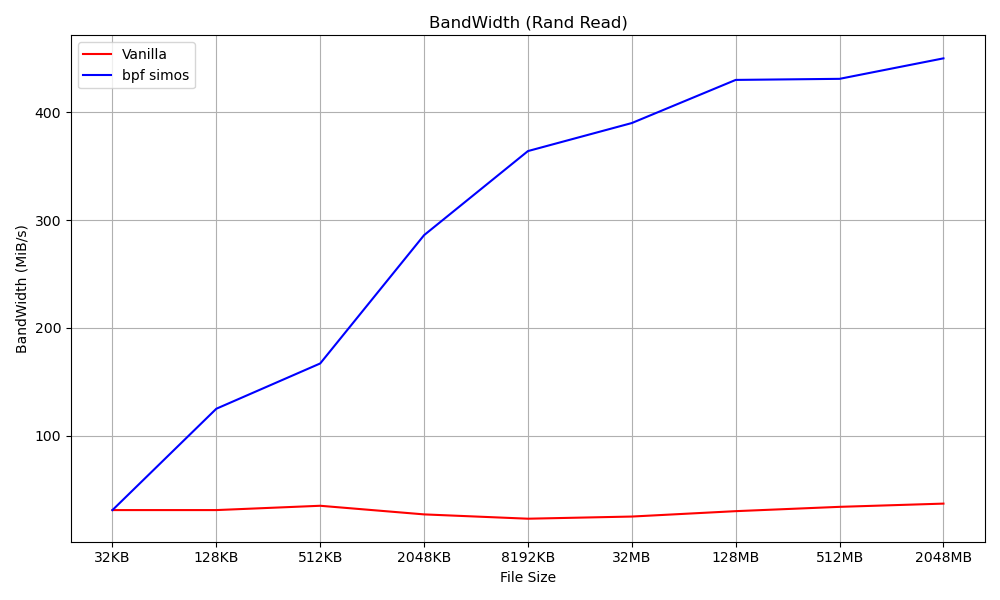 BandWidth (Rand Read)
Vanilla
bpf simos
400
300
200
100
BandWidth (MiB/s)
32KB 128KB 512KB 2048KB 8192KB 32MB 128MB 512MB 2048MB
File Size